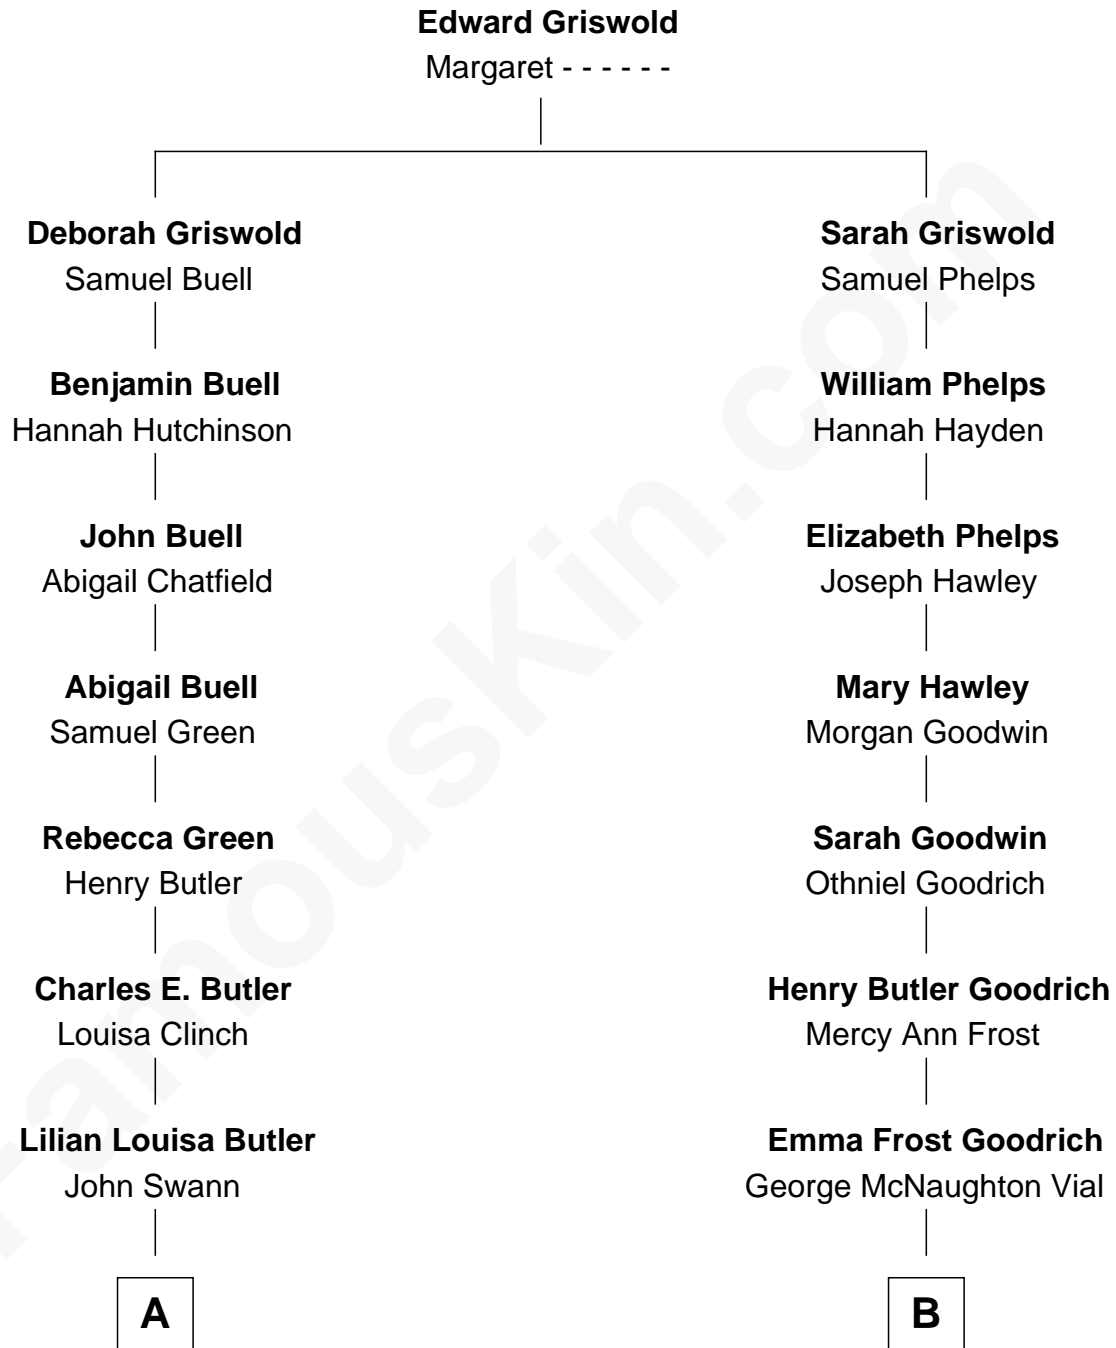 Edward Griswold
Margaret - - - - - -
Deborah Griswold
Samuel Buell
Sarah Griswold
Samuel Phelps
Benjamin Buell
Hannah Hutchinson
William Phelps
Hannah Hayden
John Buell
Abigail Chatfield
Elizabeth Phelps
Joseph Hawley
Abigail Buell
Samuel Green
Mary Hawley
Morgan Goodwin
Rebecca Green
Henry Butler
Sarah Goodwin
Othniel Goodrich
Charles E. Butler
Louisa Clinch
Henry Butler Goodrich
Mercy Ann Frost
Lilian Louisa Butler
John Swann
Emma Frost Goodrich
George McNaughton Vial
A
B
FamousKin.com